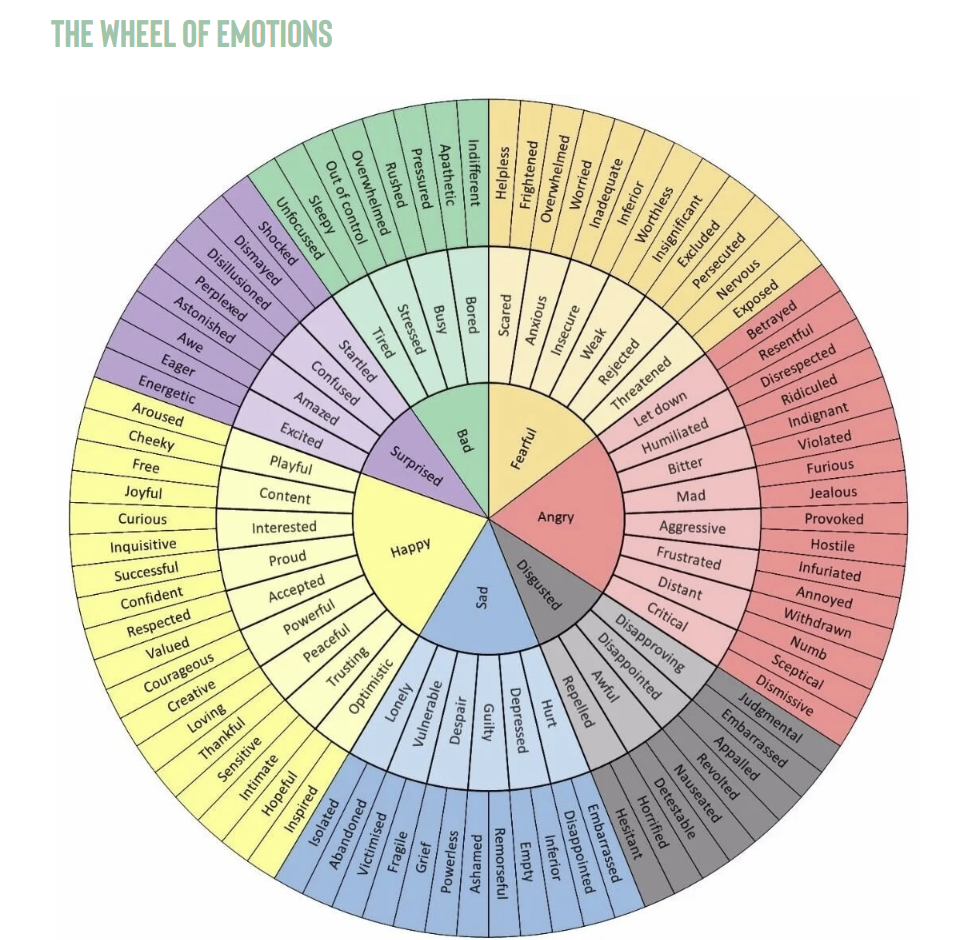 THE WHEEL OF EMOTIONS
Fearful
Angry
Disgusted
Sad
Happy
Surprised
Bad
Scared
Anxious
Insecure
Weak
Rejected
Threatened
Let down
Humiliated
Bitter
Mad
Aggressive
Frustrated
Distant
Critical
Disapproving
Disappointed
Awful
Repelled
Hurt
Depressed
Guilty
Despair
Vulnerable
Lonely
Optimistic
Trusting
Peaceful
Powerful
Accepted
Proud
Interested
Content
Playful
Excited
Amazed
Confused
Startled
Tired
Stressed
Busy
Bored
Helpless
Frightened
Overwhelmed
Worried
Inadequate
Inferior
Worthless
Insignificant
Excluded
Persecuted
Nervous
Exposed
Betrayed
Resentful
Disrespected
Ridiculed
Indignant
Violated
Furious
Jealous
Provoked
Hostile
Infuriated
Annoyed
Withdrawn
Numb
Sceptical
Dismissive
Judgmental
Embarrassed
Appalled
Revolted
Nauseated
Detestable
Horrified
Hesitant
Embarrassed
Disappointed
Inferior
Empty
Remorseful
Ashamed
Powerless
Grief
Fragile
Victimised
Abandoned
Isolated
Inspired
Hopeful
Intimate
Sensitive
Thankful
Loving
Creative
Courageous
Valued
Respected
Confident
Successful
Inquisitive
Curious
Joyful
Free
Cheeky
Aroused
Energetic
Eager
Awe
Astonished
Perplexed
Disillusioned
Dismayed
Shocked
Unfocussed
Sleepy
Out of control
Overwhelmed
Rushed
Pressured
Apathetic
Indifferent